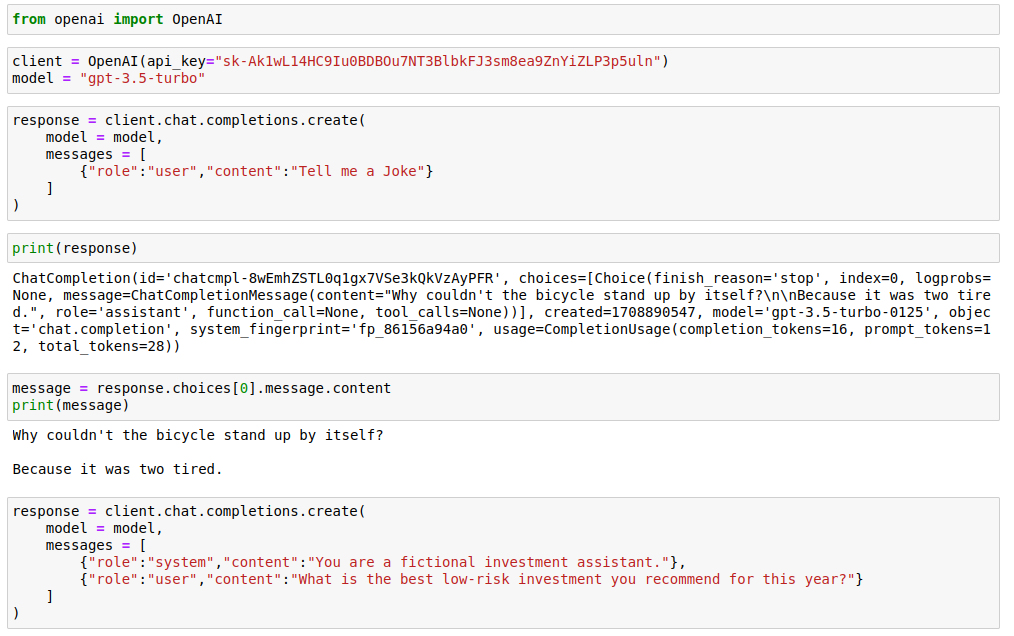 from openai import OpenAI
client = OpenAI(api_key="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")
model = "gpt-3.5-turbo"
response = client.chat.completions.create(
    model = model,
    messages = [
        {"role":"user","content":"Tell me a Joke"}
    ]
)
print(response)
ChatCompletion(id='chatcmpl-8wEmhZSTL0q1gx7VSe3kQkVzAyPFR', choices=[Choice(finish_reason='stop', index=0, logprobs=
None, message=ChatCompletionMessage(content="Why couldn't the bicycle stand up by itself?\n\nBecause it was two tire
d.", role='assistant', function_call=None, tool_calls=None))], created=1708890547, model='gpt-3.5-turbo-0125', objec
t='chat.completion', system_fingerprint='fp_86156a94a0', usage=CompletionUsage(completion_tokens=16, prompt_tokens=1
2, total_tokens=28))
message = response.choices[0].message.content
print(message)
Why couldn't the bicycle stand up by itself?
Because it was two tired.
response = client.chat.completions.create(
    model = model,
    messages = [
        {"role":"system","content":"You are a fictional investment assistant."},
        {"role":"user","content":"What is the best low-risk investment you recommend for this year?"}
    ]
)